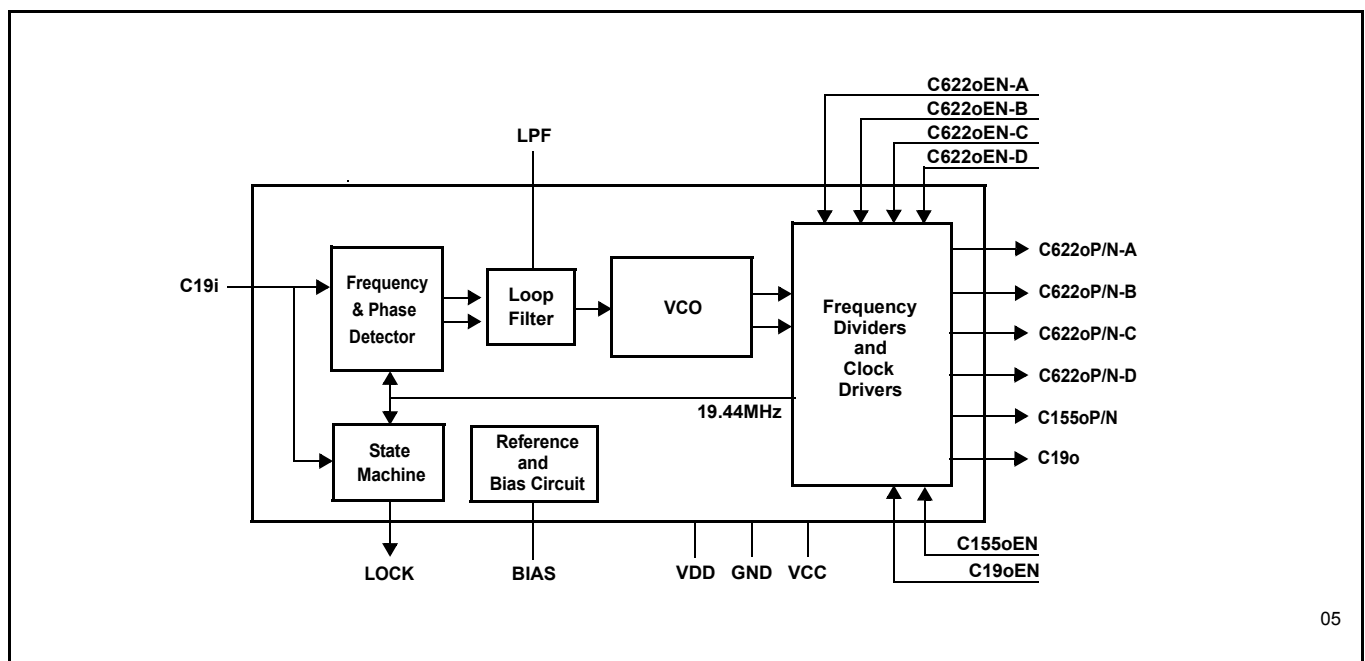 C622oEN-A
C622oEN-B
C622oEN-C
C622oEN-D
LPF
C19i
Frequency
& Phase
Detector
Loop
Filter
VCO
Frequency
Dividers
and
Clock
Drivers
C622oP/N-A
C622oP/N-B
C622oP/N-C
C622oP/N-D
C155oP/N
C19o
19.44MHz
State
Machine
Reference
and
Bias Circuit
LOCK
BIAS
VDD
GND
VCC
C155oEN
C19oEN
05